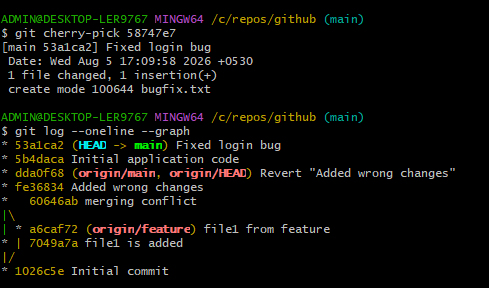 ADMIN@DESKTOP-LER9767 MINGW64 /c/repos/github (main)
$ git cherry-pick 58747e7
[main 53a1ca2] Fixed login bug
 Date: Wed Aug 5 17:09:58 2026 +0530
 1 file changed, 1 insertion(+)
 create mode 100644 bugfix.txt

ADMIN@DESKTOP-LER9767 MINGW64 /c/repos/github (main)
$ git log --oneline --graph
* 53a1ca2 (HEAD -> main) Fixed login bug
* 5b4daca Initial application code
* dda0f68 (origin/main, origin/HEAD) Revert "Added wrong changes"
* fe36834 Added wrong changes
*   60646ab merging conflict
|\
| * a6caf72 (origin/feature) file1 from feature
* | 7049a7a file1 is added
|/
* 1026c5e Initial commit